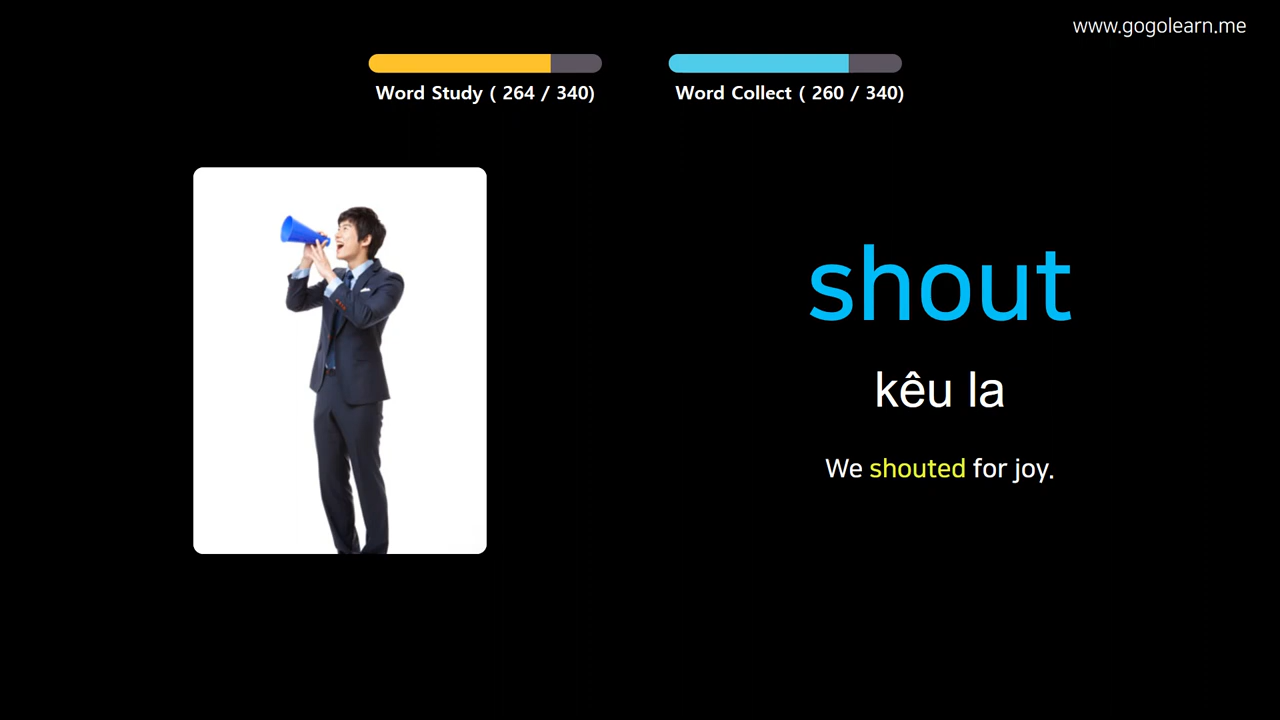 www.gogolearn.me
Word Study ( 264 / 340)
Word Collect ( 260 / 340)
shout
kêu la
We shouted for joy.